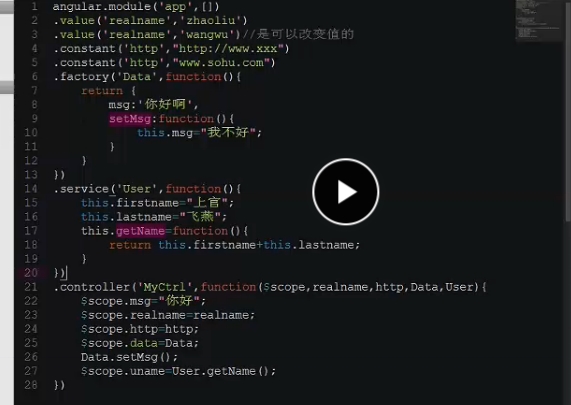 1 angular.module('app',[])
2 .value('realname','zhaoliu')
3 .value('realname','wangwu')//是可以改变值的
4 .constant('http',"http://www.xxx")
5 .constant('http',"www.sohu.com")
6 .factory('Data',function(){
7 return {
8 msg:'你好啊',
9 setMsg:function(){
10 this.msg="我不好";
11 }
12 }
13 })
14 .service('User',function(){
15 this.firstname="上官";
16 this.lastname="飞燕";
17 this.getName=function(){
18 return this.firstname+this.lastname;
19 }
20 })
21 .controller('MyCtrl',function($scope,realname,http,Data,User){
22 $scope.msg="你好";
23 $scope.realname=realname;
24 $scope.http=http;
25 $scope.data=Data;
26 Data.setMsg();
27 $scope.uname=User.getName();
28 })